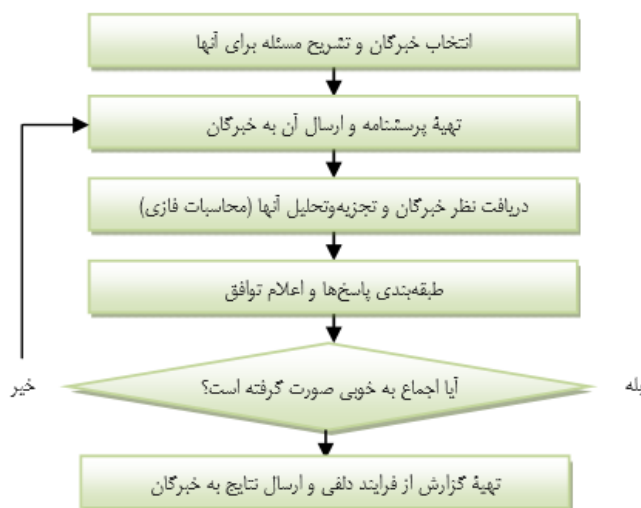 انتخاب خبرگان و تشریح مسئله برای آنها
تهیهٔ پرسشنامه و ارسال آن به خبرگان
دریافت نظر خبرگان و تجزیه‌وتحلیل آنها (محاسبات فازی)
طبقه‌بندی پاسخ‌ها و اعلام توافق
آیا اجماع به خوبی صورت گرفته است؟
بله
خیر
تهیهٔ گزارش از فرایند دلفی و ارسال نتایج به خبرگان